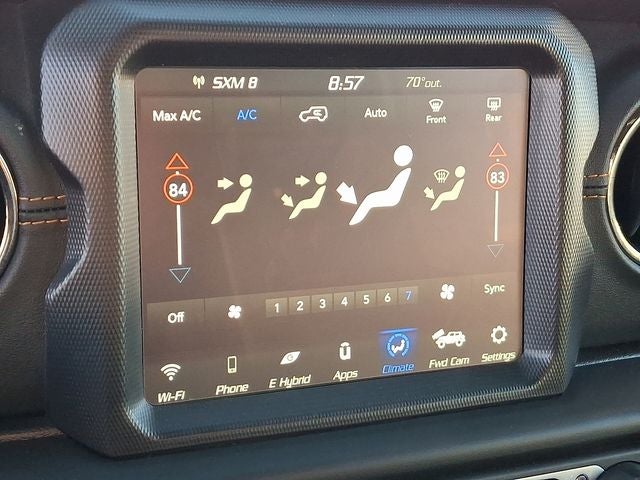 SXM 8 8:57 70°out.
Max A/C A/C Auto Front Rear
84 83
Off 1 2 3 4 5 6 7 Sync
Wi-Fi Phone E Hybrid Apps Climate Fwd Cam Settings